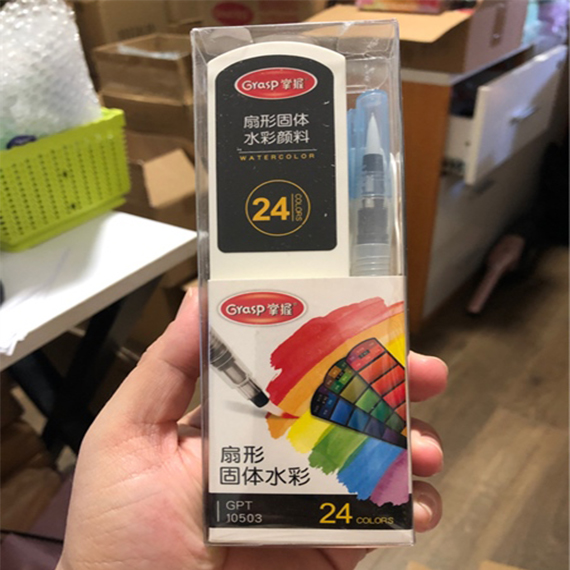 Grasp 掌握
扇形固体
水彩颜料
WATERCOLOR
24 COLORS
Grasp 掌握®
扇形
固体水彩
GPT
10503
24 COLORS